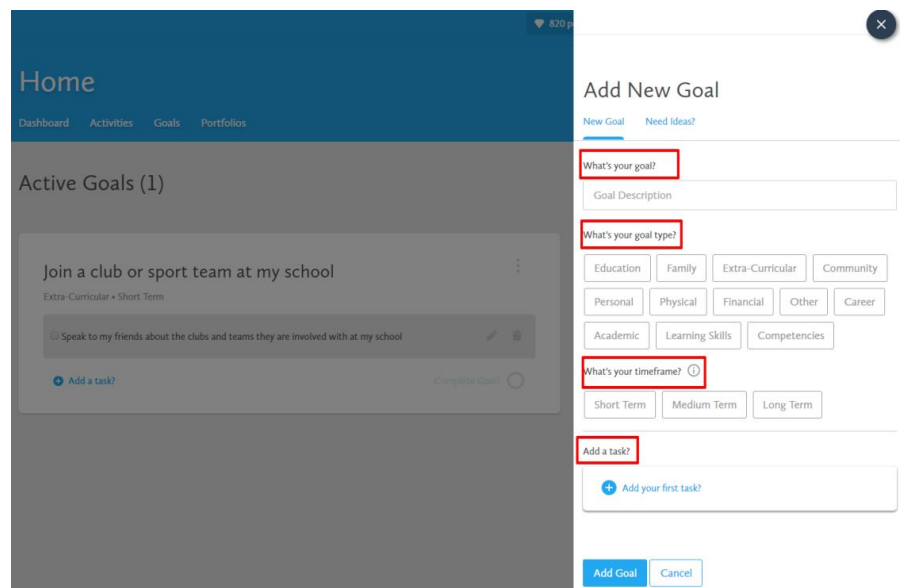 820 p
Home
Dashboard Activities Goals Portfolios
Active Goals (1)
Join a club or sport team at my school
Extra-Curricular • Short Term
Speak to my friends about the clubs and teams they are involved with at my school
Add a task?
Complete Goal!
Add New Goal
New Goal Need Ideas?
What's your goal?
Goal Description
What's your goal type?
Education Family Extra-Curricular Community
Personal Physical Financial Other Career
Academic Learning Skills Competencies
What's your timeframe?
Short Term Medium Term Long Term
Add a task?
Add your first task?
Add Goal Cancel